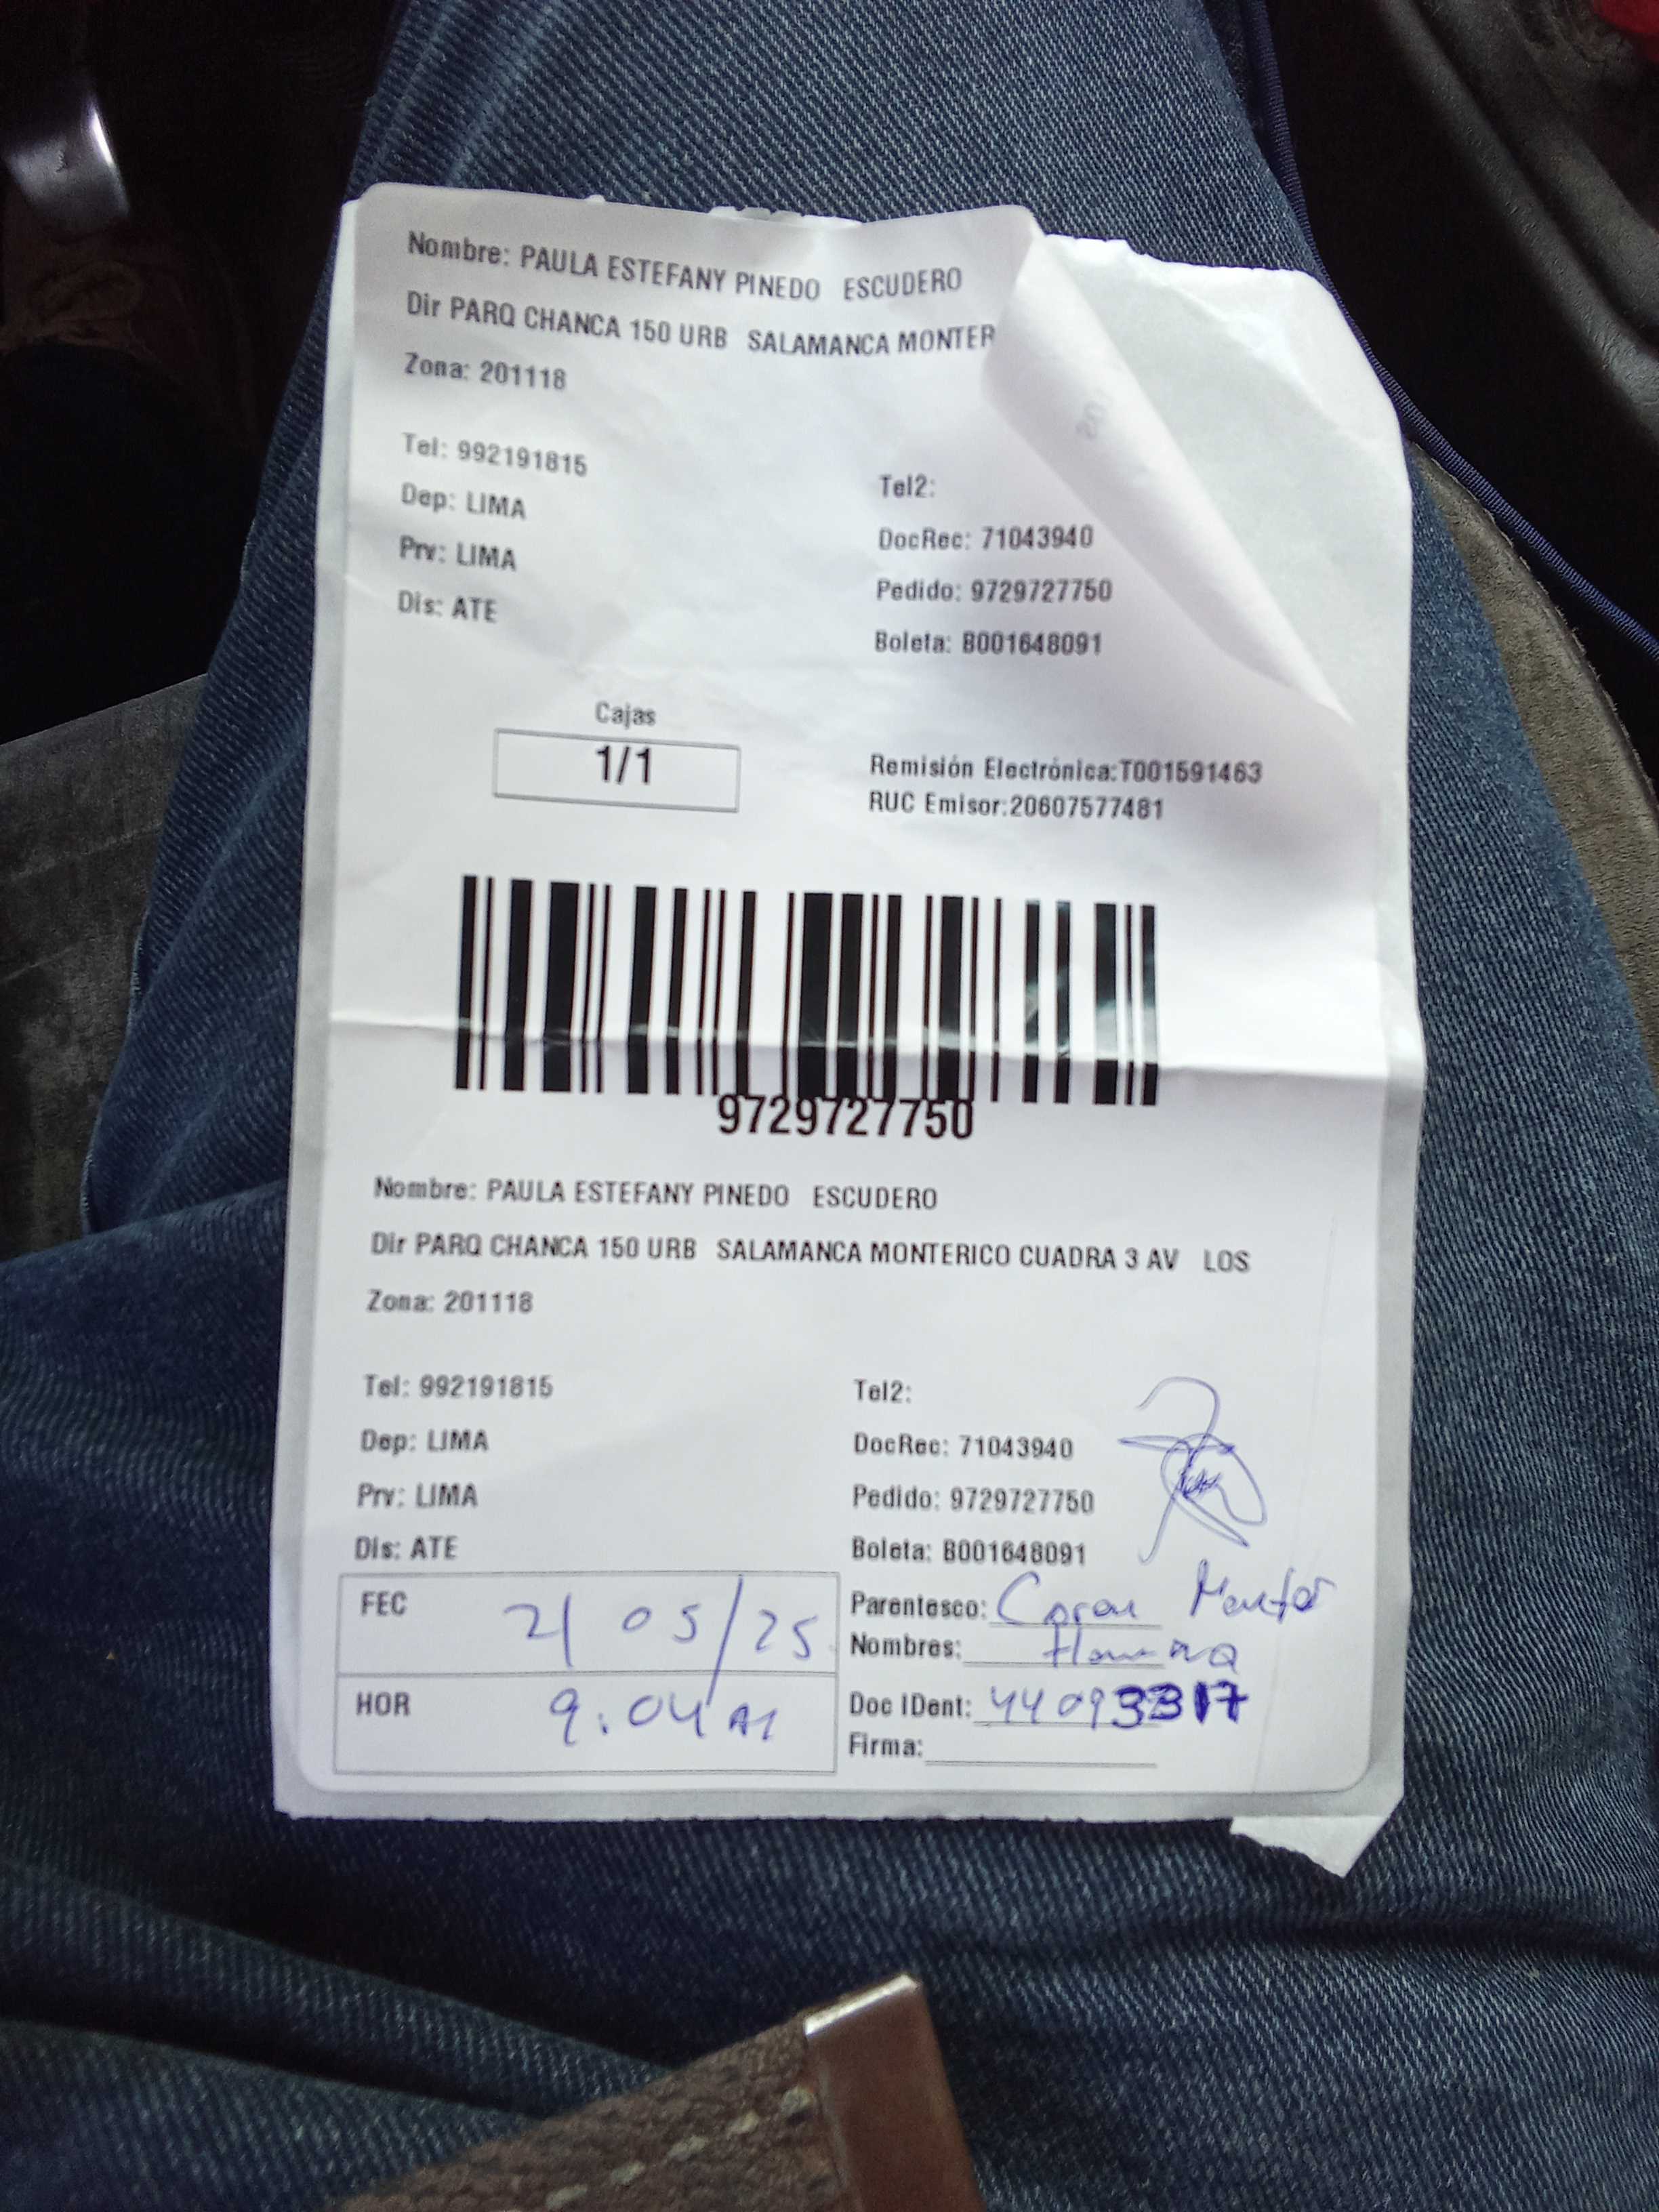 Nombre: PAULA ESTEFANY PINEDO ESCUDERO
Dir PARQ CHANCA 150 URB SALAMANCA MONTER
Zona: 201118
Tel: 992191815
Tel2:
Dep: LIMA
DocRec: 71043940
Prv: LIMA
Pedido: 9729727750
Dis: ATE
Boleta: B001648091
Cajas
1/1
Remisión Electrónica:T001591463
RUC Emisor:20607577481
9729727750
Nombre: PAULA ESTEFANY PINEDO ESCUDERO
Dir PARQ CHANCA 150 URB SALAMANCA MONTERICO CUADRA 3 AV LOS
Zona: 201118
Tel: 992191815
Tel2:
Dep: LIMA
DocRec: 71043940
Prv: LIMA
Pedido: 9729727750
Dis: ATE
Boleta: B001648091
FEC 21 05/25
Parentesco:
Nombres:
HOR 9:04 AM
Doc IDent: 44093317
Firma: